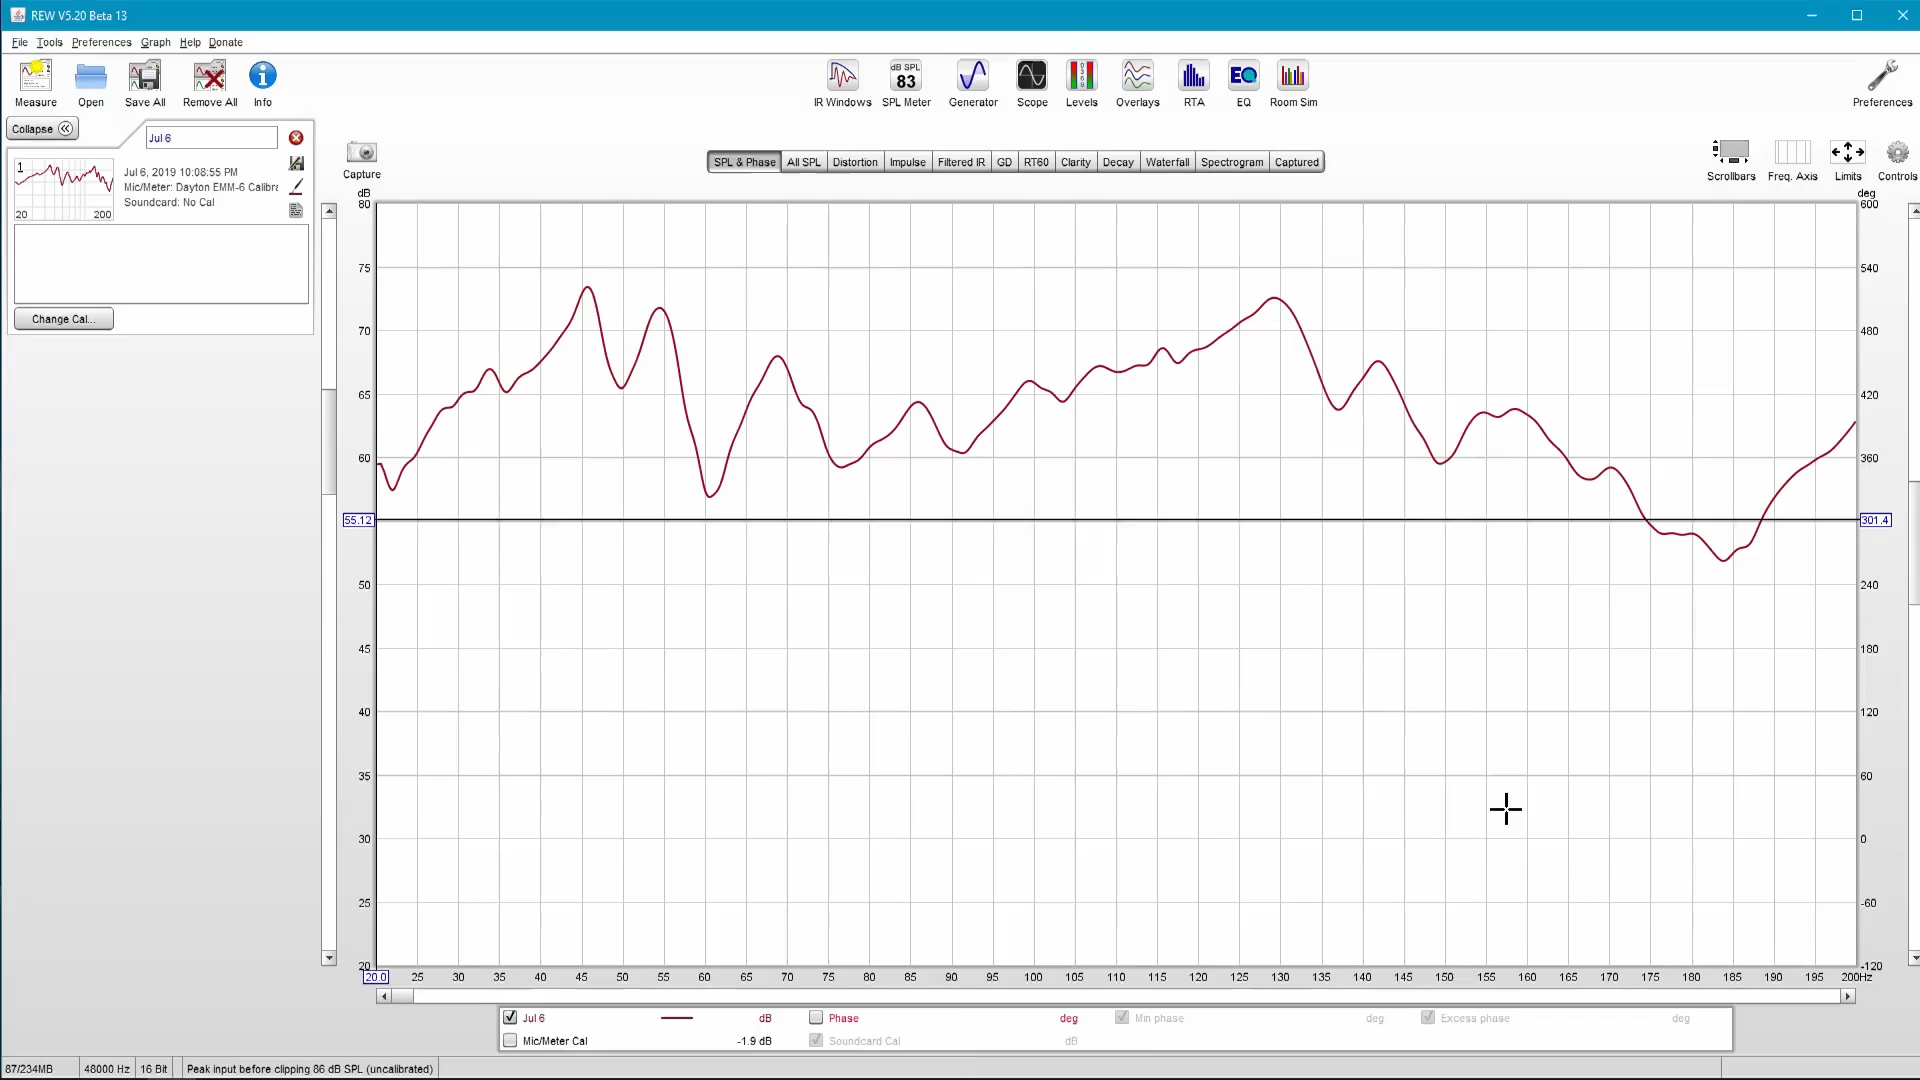 REW V5.20 Beta 13
File Tools Preferences Graph Help Donate
Measure Open Save All Remove All Info
dB SPL
83
IR Windows SPL Meter Generator Scope Levels Overlays RTA EQ Room Sim
Preferences
Collapse
Jul 6
1
20 200
Jul 6, 2019 10:08:55 PM
Mic/Meter: Dayton EMM-6 Calibra
Soundcard: No Cal
Change Cal...
Capture
SPL & Phase All SPL Distortion Impulse Filtered IR GD RT60 Clarity Decay Waterfall Spectrogram Captured
Scrollbars Freq. Axis Limits Controls
dB deg
80 600
75 540
70 480
65 420
60 360
55.12 301.4
50 240
45 180
40 120
35 60
30 0
25 -60
20 -120
20.0 25 30 35 40 45 50 55 60 65 70 75 80 85 90 95 100 105 110 115 120 125 130 135 140 145 150 155 160 165 170 175 180 185 190 195 200Hz
Jul 6 dB Phase deg Min phase deg Excess phase deg
Mic/Meter Cal -1.9 dB Soundcard Cal dB
87/234MB 48000 Hz 16 Bit Peak input before clipping 86 dB SPL (uncalibrated)